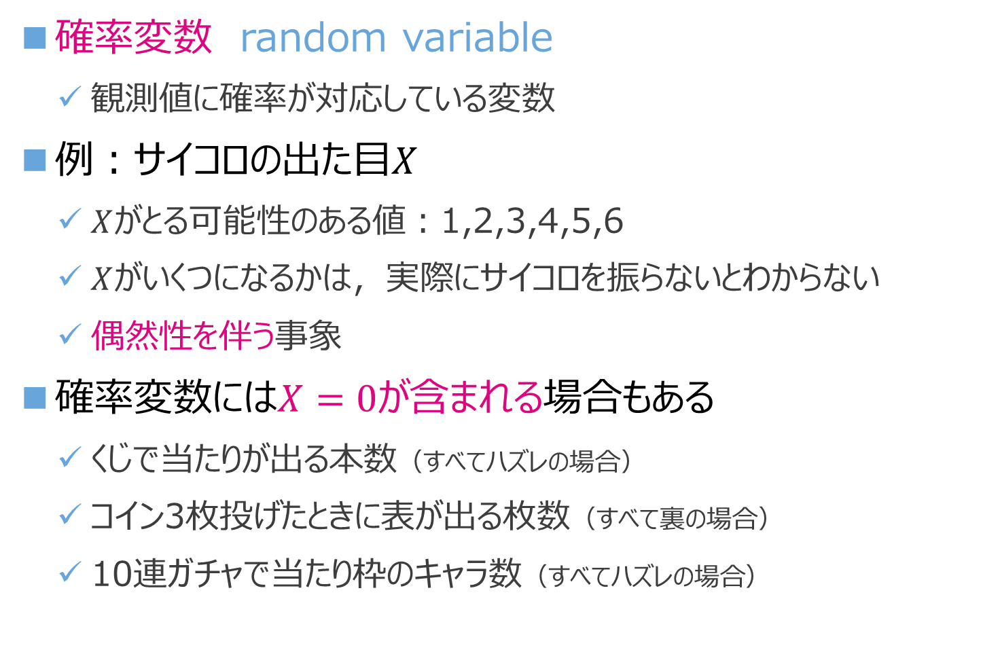 確率変数 random variable
観測値に確率が対応している変数
例：サイコロの出た目X
Xがとる可能性のある値：1,2,3,4,5,6
Xがいくつになるかは，実際にサイコロを振らないとわからない
偶然性を伴う事象
確率変数にはX = 0が含まれる場合もある
くじで当たりが出る本数（すべてハズレの場合）
コイン3枚投げたときに表が出る枚数（すべて裏の場合）
10連ガチャで当たり枠のキャラ数（すべてハズレの場合）